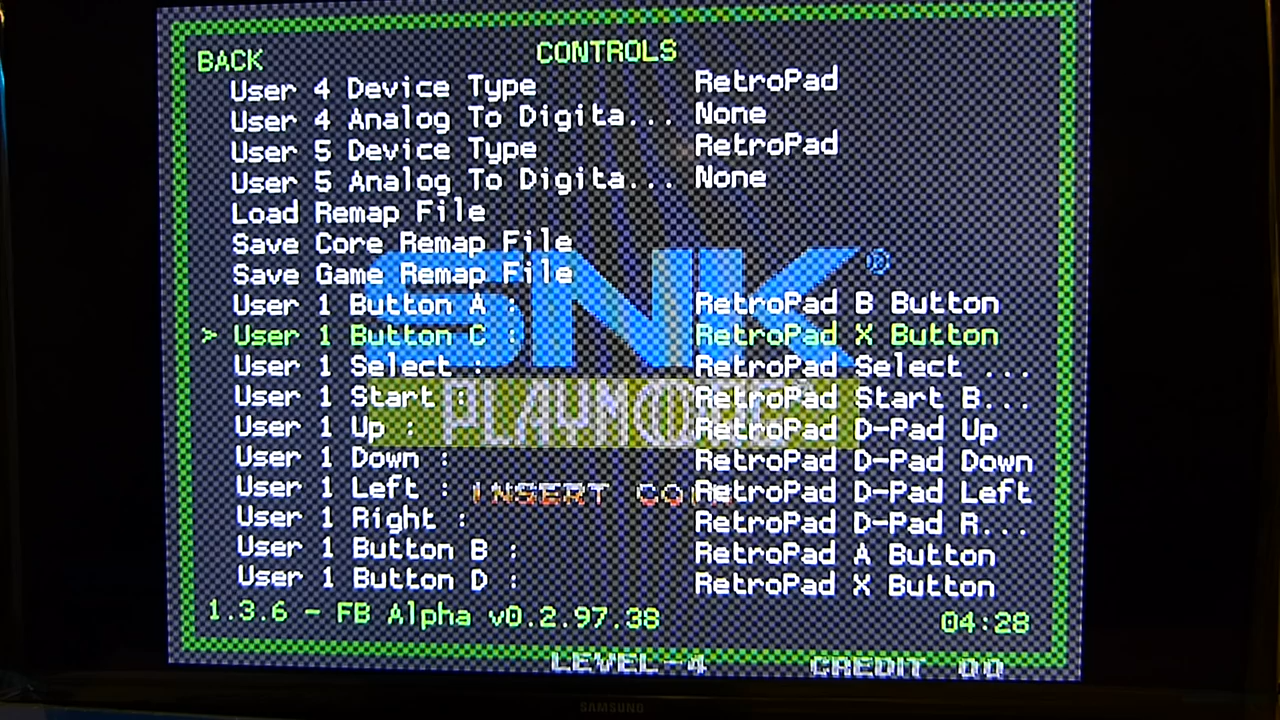 BACK CONTROLS
User 4 Device Type RetroPad
User 4 Analog To Digita... None
User 5 Device Type RetroPad
User 5 Analog To Digita... None
Load Remap File
Save Core Remap File
Save Game Remap File
SNK®
User 1 Button A : RetroPad B Button
> User 1 Button C : RetroPad X Button
User 1 Select : RetroPad Select ...
User 1 Start : RetroPad Start B...
PLAYMORE
User 1 Up : RetroPad D-Pad Up
User 1 Down : RetroPad D-Pad Down
User 1 Left : RetroPad D-Pad Left
INSERT COIN
User 1 Right : RetroPad D-Pad R...
User 1 Button B : RetroPad A Button
User 1 Button D : RetroPad X Button
1.3.6 - FB Alpha v0.2.97.38 04:28
LEVEL-4 CREDIT 00
SAMSUNG